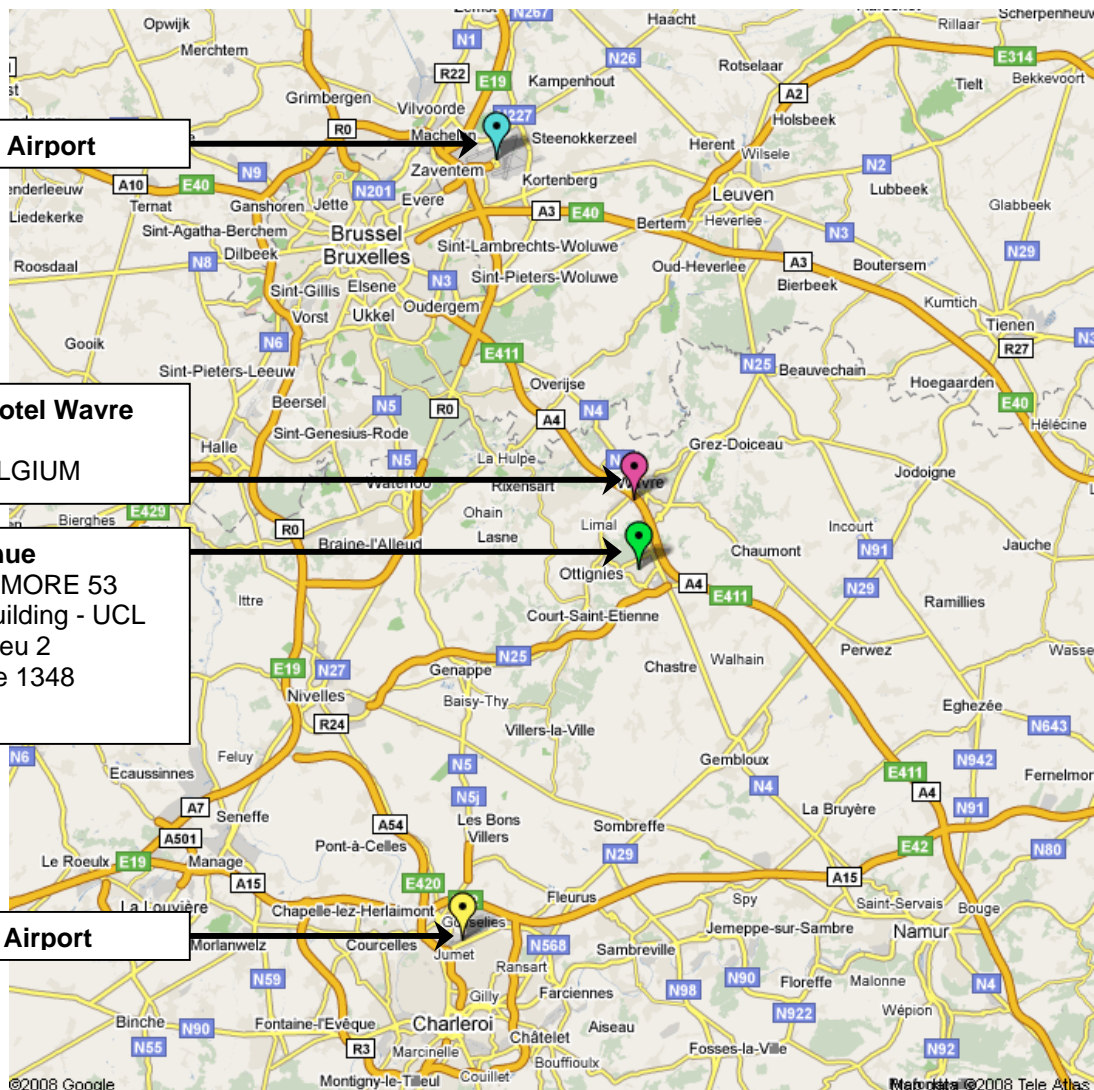 Opwijk
Merchtem
N1
N267
Haacht
Rillaar
Scherpenheuv
R22
E19
N26
Rotselaar
E314
Kampenhout
Tielt
Bekkevoort
Grimbergen
Vilvoorde
A2
Holsbeek
R0
Machelen
N227
Steenokkerzeel
Herent
Wilsele
N2
Airport
Zaventem
N9
A10
E40
N201
Evere
Kortenberg
Leuven
Lubbeek
Glabbeek
enderleeuw
Ternat
Ganshoren
Jette
A3
E40
Bertem
Heverlee
Liedekerke
Sint-Agatha-Berchem
Brussel
Bruxelles
N3
N29
Dilbeek
Sint-Lambrechts-Woluwe
Roosdaal
N8
N3
Sint-Pieters-Woluwe
Oud-Heverlee
A3
Boutersem
Bierbeek
Sint-Gillis
Elsene
Oudergem
Kumtich
Vorst
Ukkel
Tienen
Gooik
N6
E411
N25
R27
Sint-Pieters-Leeuw
Beauvechain
Overijse
Hoegaarden
otel Wavre
LGIUM
Beersel
N5
R0
A4
N4
E40
Hélécine
Sint-Genesius-Rode
Halle
N5
La Hulpe
Grez-Doiceau
Rixensart
Wavre
Jodoigne
Bierghes
E429
R0
Ohain
Limal
Incourt
Braine-l'Alleud
Lasne
Chaumont
N91
Jauche
nue
MORE 53
uilding - UCL
eu 2
e 1348
Ottignies
A4
E411
N29
Ittre
Court-Saint-Etienne
Ramillies
Walhain
Perwez
Wasse
E19
N27
N25
Chastre
Genappe
Nivelles
Baisy-Thy
Eghezée
R24
Villers-la-Ville
N643
N6
Feluy
Gembloux
N942
Ecaussinnes
N5
E411
Fernelmon
N4
A4
N5j
A7
Les Bons
Villers
La Bruyère
N91
Seneffe
A54
Sombreffe
A501
Pont-à-Celles
E42
N80
Le Roeulx
E19
Manage
N29
A15
E420
A15
La Louvière
Chapelle-lez-Herlaimont
Fleurus
Spy
Saint-Servais
Bouge
Airport
Gosselies
Jemeppe-sur-Sambre
Namur
Morlanwelz
Courcelles
Jumet
N568
Sambreville
N59
Ransart
N90
Floreffe
Malonne
N4
Gilly
Farciennes
N98
N922
Wépion
Binche
N90
Fontaine-l'Evêque
Charleroi
Aiseau
Châtelet
N55
R3
Marcinelle
Fosses-la-Ville
N92
Bouffioulx
©2008 Google
Montigny-le-Tilleul
Couillet
©2008 Tele Atlas